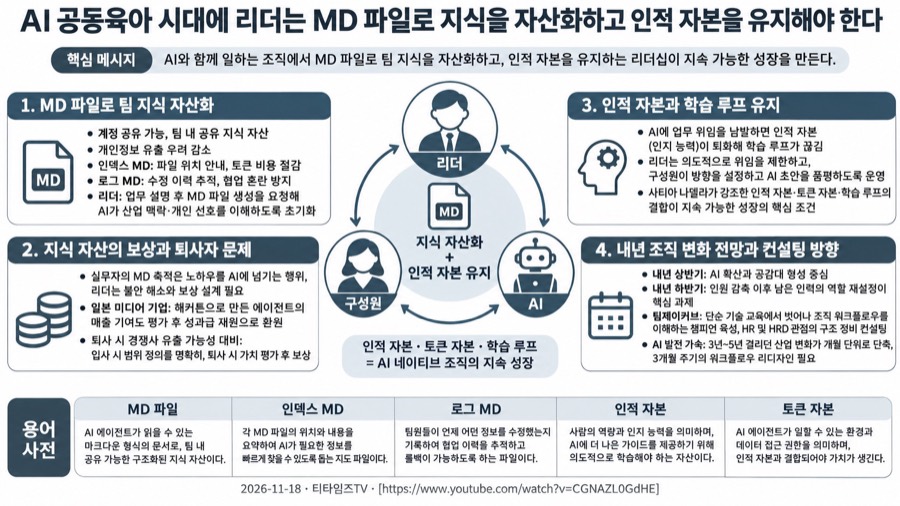 AI 공동육아 시대에 리더는 MD 파일로 지식을 자산화하고 인적 자본을 유지해야 한다
핵심 메시지
AI와 함께 일하는 조직에서 MD 파일로 팀 지식을 자산화하고, 인적 자본을 유지하는 리더십이 지속 가능한 성장을 만든다.
1. MD 파일로 팀 지식 자산화
MD
• 계정 공유 가능, 팀 내 공유 지식 자산
• 개인정보 유출 우려 감소
• 인덱스 MD: 파일 위치 안내, 토큰 비용 절감
• 로그 MD: 수정 이력 추적, 협업 혼란 방지
• 리더: 업무 설명 후 MD 파일 생성을 요청해
AI가 산업 맥락·개인 선호를 이해하도록 초기화
2. 지식 자산의 보상과 퇴사자 문제
• 실무자의 MD 축적은 노하우를 AI에 넘기는 행위,
리더는 불안 해소와 보상 설계 필요
• 일본 미디어 기업: 해커톤으로 만든 에이전트의
매출 기여도 평가 후 성과급 재원으로 환원
• 퇴사 시 경쟁사 유출 가능성 대비:
입사 시 범위 정의를 명확히, 퇴사 시 가치 평가 후 보상
리더
MD
지식 자산화
+
인적 자본 유지
구성원
AI
인적 자본 · 토큰 자본 · 학습 루프
= AI 네이티브 조직의 지속 성장
3. 인적 자본과 학습 루프 유지
• AI에 업무 위임을 남발하면 인적 자본
(인지 능력)이 퇴화해 학습 루프가 끊김
• 리더는 의도적으로 위임을 제한하고,
구성원이 방향을 설정하고 AI 초안을 품평하도록 운영
• 사티아 나델라가 강조한 인적 자본·토큰 자본·학습 루프의
결합이 지속 가능한 성장의 핵심 조건
4. 내년 조직 변화 전망과 컨설팅 방향
• 내년 상반기: AI 확산과 공감대 형성 중심
• 내년 하반기: 인원 감축 이후 남은 인력의 역할 재설정이
핵심 과제
• 팀제이커브: 단순 기술 교육에서 벗어나 조직 워크플로우를
이해하는 챔피언 육성, HR 및 HRD 관점의 구조 정비 컨설팅
• AI 발전 가속: 3년~5년 걸리던 산업 변화가 개월 단위로 단축,
3개월 주기의 워크플로우 리디자인 필요
용어
사전
MD 파일
AI 에이전트가 읽을 수 있는
마크다운 형식의 문서로, 팀 내
공유 가능한 구조화된 지식 자산이다.
인덱스 MD
각 MD 파일의 위치와 내용을
요약하여 AI가 필요한 정보를
빠르게 찾을 수 있도록 돕는 지도 파일이다.
로그 MD
팀원들이 언제 어떤 정보를 수정했는지
기록하여 협업 이력을 추적하고
롤백이 가능하도록 하는 파일이다.
인적 자본
사람의 역량과 인지 능력을 의미하며,
AI에 더 나은 가이드를 제공하기 위해
의도적으로 학습해야 하는 자산이다.
토큰 자본
AI 에이전트가 일할 수 있는 환경과
데이터 접근 권한을 의미하며,
인적 자본과 결합되어야 가치가 생긴다.
2026-11-18 · 티타임즈TV · [https://www.youtube.com/watch?v=CGNAZL0GdHE]